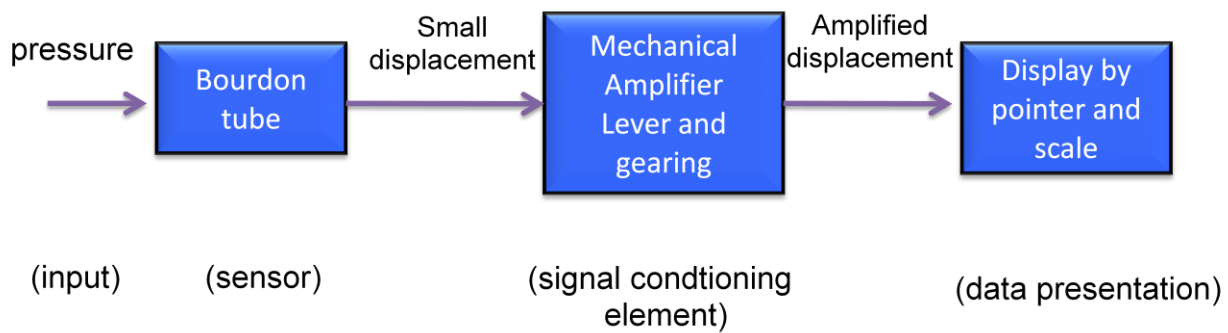 pressure
Bourdon
tube
Small
displacement
Mechanical
Amplifier
Lever and
gearing
Amplified
displacement
Display by
pointer and
scale
(input)
(sensor)
(signal condtioning
element)
(data presentation)